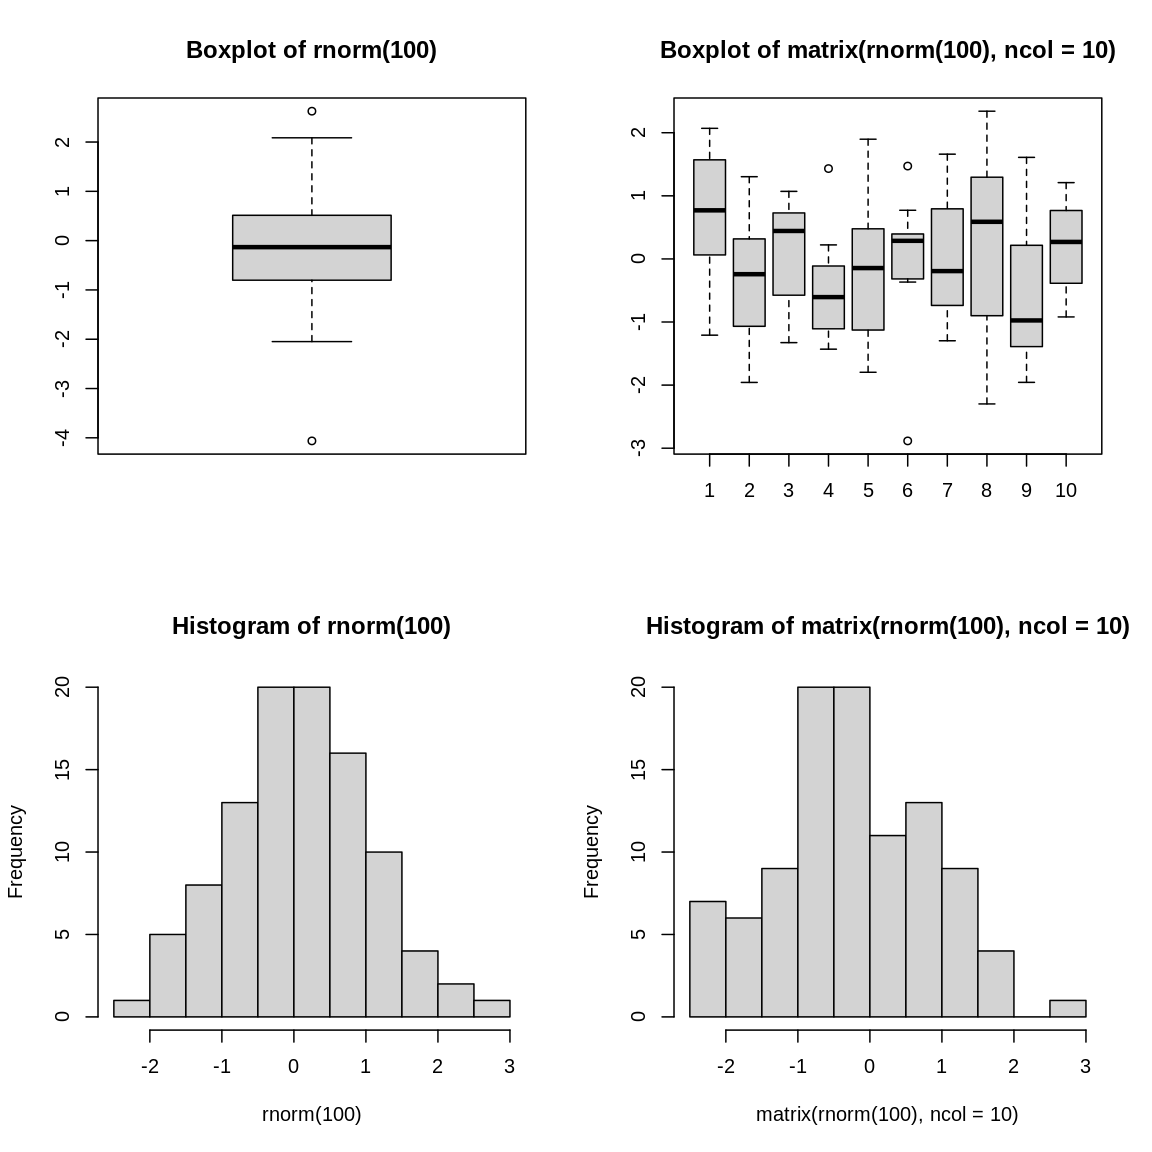 Boxplot of rnorm(100)
2
1
0
-1
-2
-3
-4
Boxplot of matrix(rnorm(100), ncol = 10)
2
1
0
-1
-2
-3
1 2 3 4 5 6 7 8 9 10
Histogram of rnorm(100)
Frequency
20
15
10
5
0
-2 -1 0 1 2 3
rnorm(100)
Histogram of matrix(rnorm(100), ncol = 10)
Frequency
20
15
10
5
0
-2 -1 0 1 2 3
matrix(rnorm(100), ncol = 10)